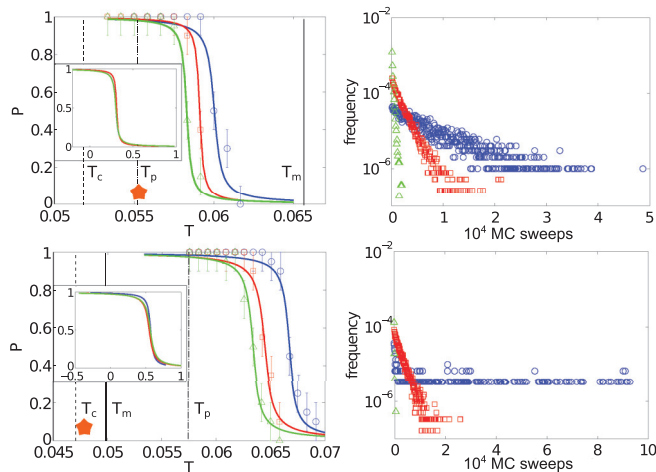 1
0.8
0.6
0.4
0.2
0
P
1
0.5
0
0 0.5 1
T_c
T_p
T_m
0.05 0.055 0.06 0.065
T
10^-2
10^-4
10^-6
frequency
0 1 2 3 4 5
10^4 MC sweeps
1
0.8
0.6
0.4
0.2
0
P
1
0.5
0
-0.5 0 0.5 1
T_c
T_m
T_p
0.045 0.05 0.055 0.06 0.065 0.07
T
10^-2
10^-4
10^-6
frequency
0 2 4 6 8 10
10^4 MC sweeps